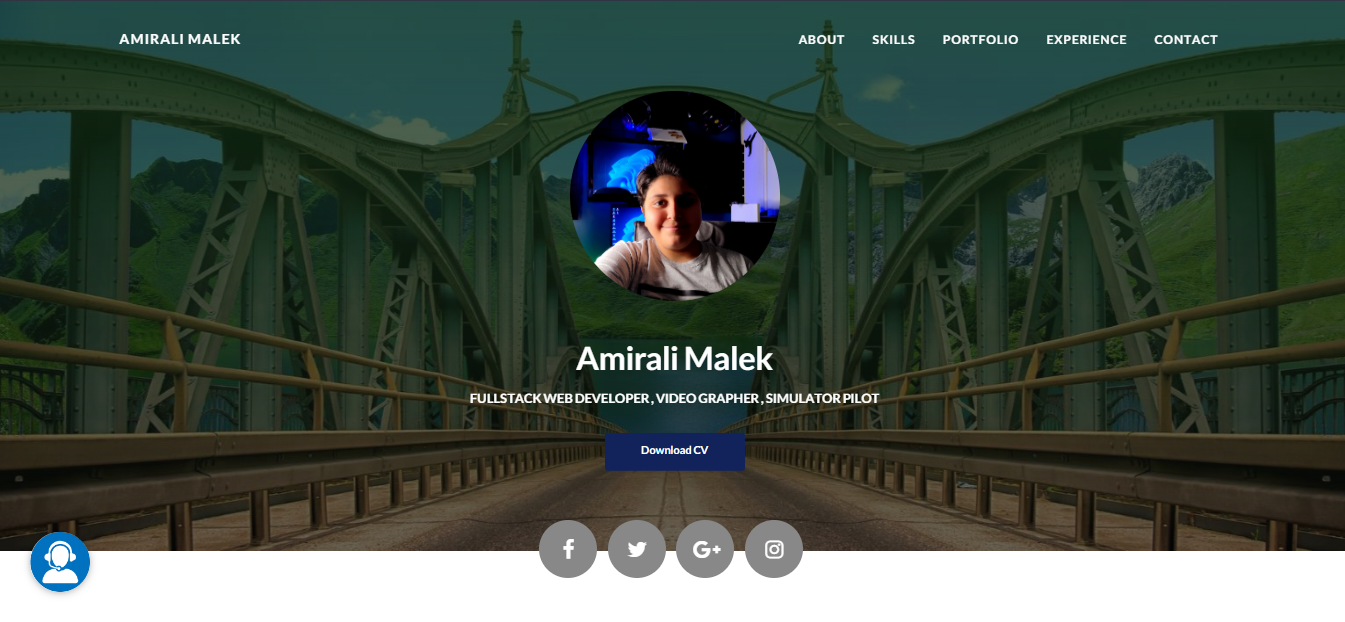 AMIRALI MALEK
ABOUT SKILLS PORTFOLIO EXPERIENCE CONTACT
Amirali Malek
FULLSTACK WEB DEVELOPER , VIDEO GRAPHER , SIMULATOR PILOT
Download CV